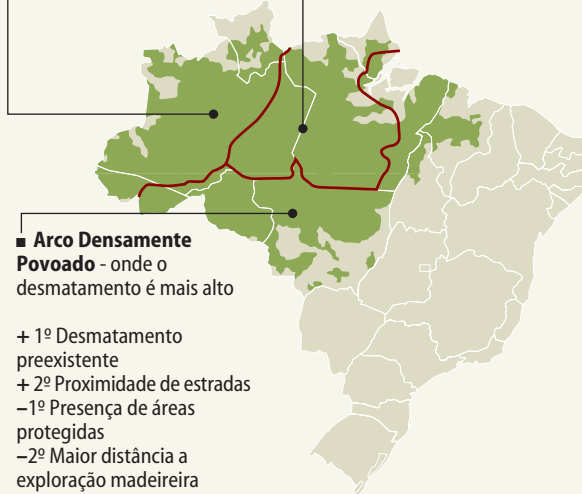 ■ Arco Densamente
Povoado - onde o
desmatamento é mais alto
+ 1º Desmatamento
preexistente
+ 2º Proximidade de estradas
–1º Presença de áreas
protegidas
–2º Maior distância a
exploração madeireira